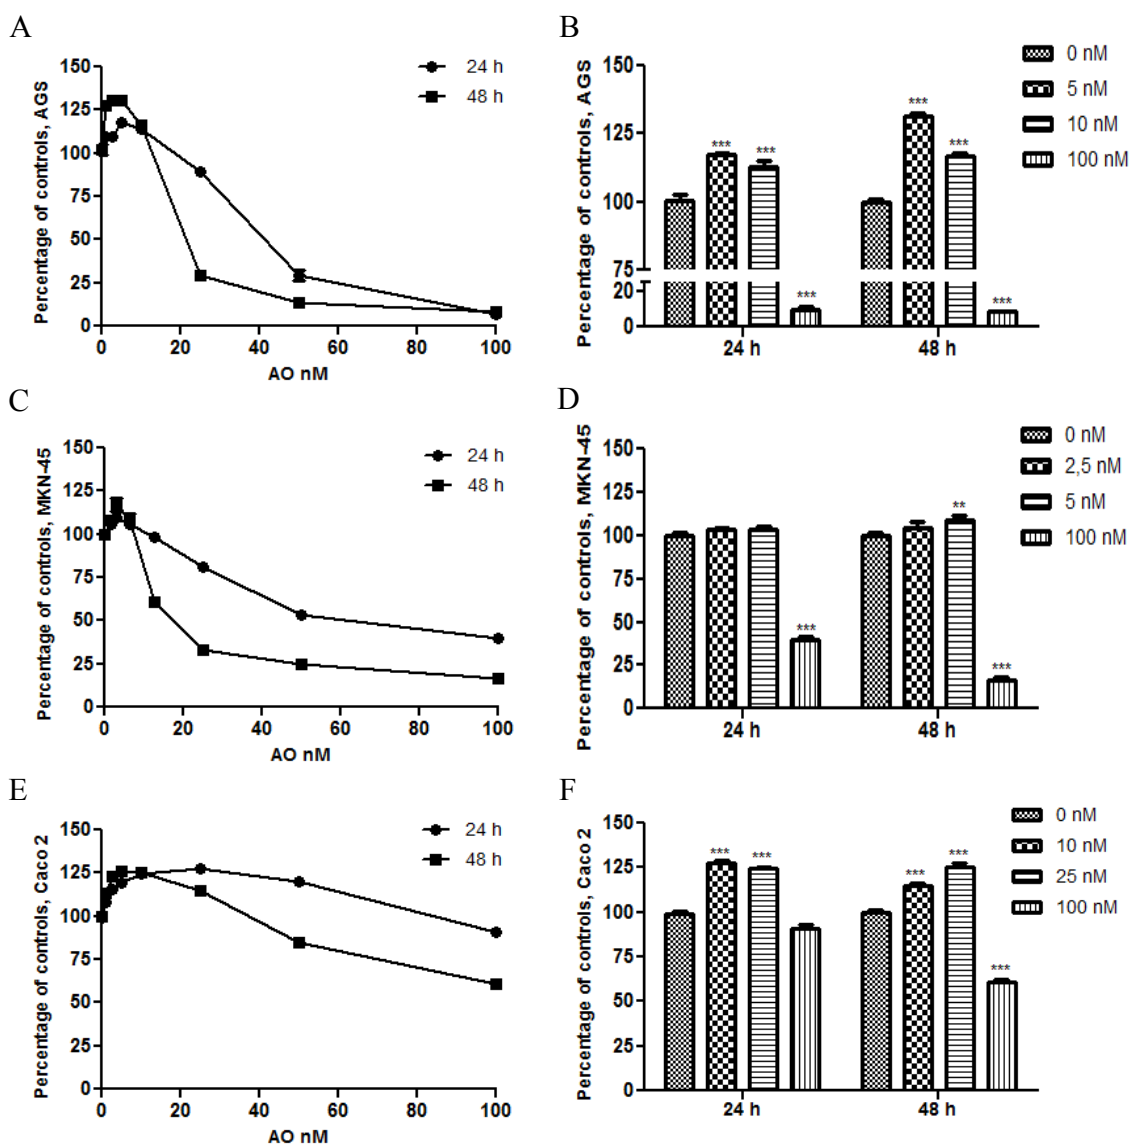 A
Percentage of controls, AGS
150
125
100
75
50
25
0
0 20 40 60 80 100
AO nM
24 h
48 h
B
Percentage of controls, AGS
150
125
100
75
20
0
*** *** *** *** *** ***
24 h 48 h
0 nM
5 nM
10 nM
100 nM
C
Percentage of controls, MKN-45
150
125
100
75
50
25
0
0 20 40 60 80 100
AO nM
24 h
48 h
D
Percentage of controls, MKN-45
150
125
100
75
50
25
0
*** ** ***
24 h 48 h
0 nM
2,5 nM
5 nM
100 nM
E
Percentage of controls, Caco 2
150
125
100
75
50
25
0
0 20 40 60 80 100
AO nM
24 h
48 h
F
Percentage of controls, Caco 2
150
125
100
75
50
25
0
*** *** *** *** ***
24 h 48 h
0 nM
10 nM
25 nM
100 nM